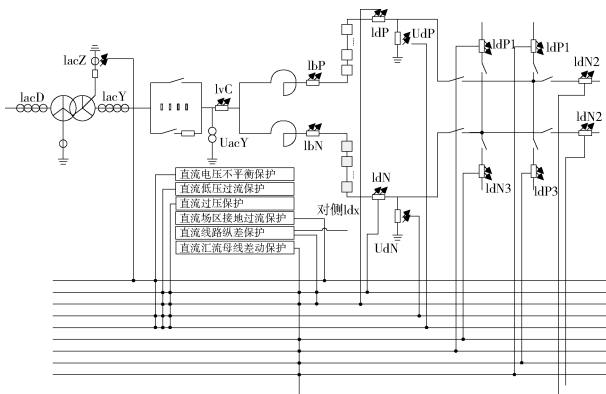 IacZ
IacD
IacY
IvC
UacY
IbP
IbN
IdP
UdP
IdN
UdN
IdP1
IdP1
IdN2
IdN2
IdN3
IdP3
对侧Idx
直流电压不平衡保护
直流低压过流保护
直流过压保护
直流场区接地过流保护
直流线路纵差保护
直流汇流母线差动保护